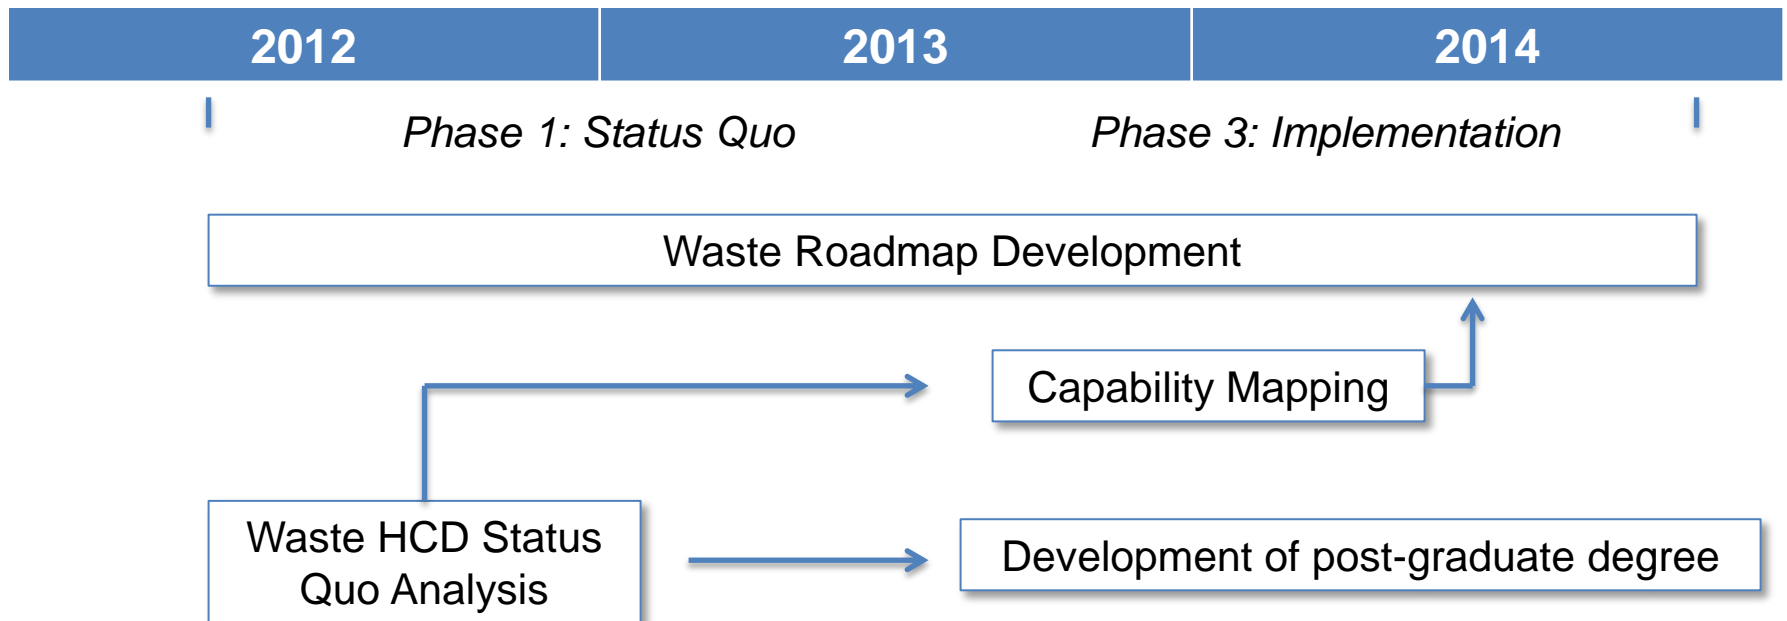 2012 2013 2014
Phase 1: Status Quo Phase 3: Implementation
Waste Roadmap Development
Capability Mapping
Waste HCD Status
Quo Analysis
Development of post-graduate degree